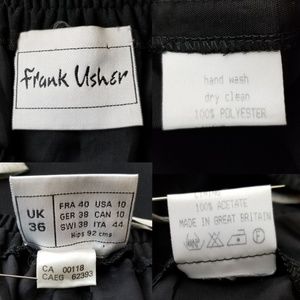 Frank Usher
hand wash
dry clean
100% POLYESTER
UK
36
FRA 40 USA 10
GER 38 CAN 10
SWI 38 ITA 44
Hips 92 cms
CA 00118
CAEG 62393
100% ACETATE
MADE IN GREAT BRITAIN